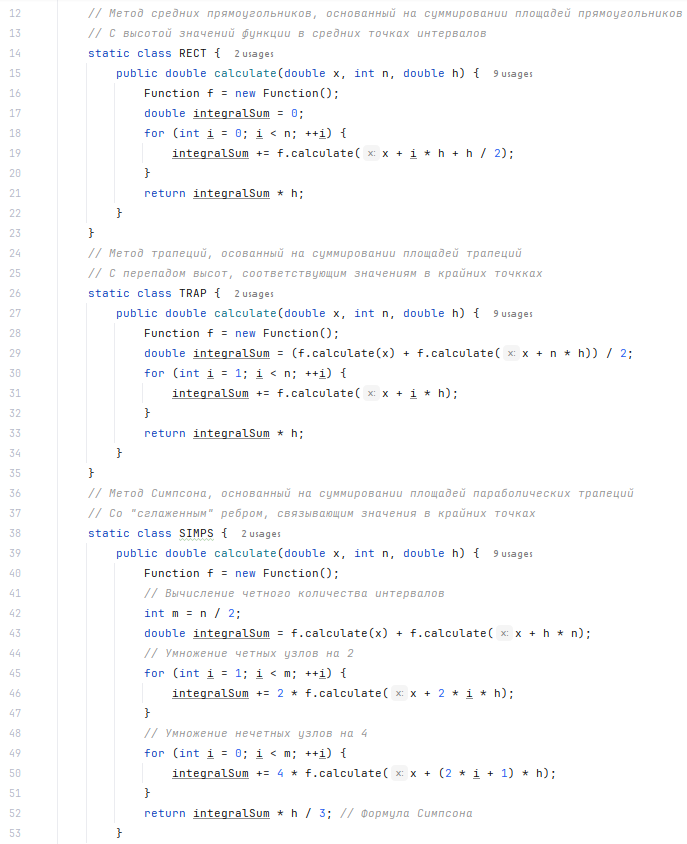 12 // Метод средних прямоугольников, основанный на суммировании площадей прямоугольников
13 // С высотой значений функции в средних точках интервалов
14 static class RECT { 2 usages
15 public double calculate(double x, int n, double h) { 9 usages
16 Function f = new Function();
17 double integralSum = 0;
18 for (int i = 0; i < n; ++i) {
19 integralSum += f.calculate( x: x + i * h + h / 2);
20 }
21 return integralSum * h;
22 }
23 }
24 // Метод трапеций, осованный на суммировании площадей трапеций
25 // С перепадом высот, соответствующим значениям в крайних точкках
26 static class TRAP { 2 usages
27 public double calculate(double x, int n, double h) { 9 usages
28 Function f = new Function();
29 double integralSum = (f.calculate(x) + f.calculate( x: x + n * h)) / 2;
30 for (int i = 1; i < n; ++i) {
31 integralSum += f.calculate( x: x + i * h);
32 }
33 return integralSum * h;
34 }
35 }
36 // Метод Симпсона, основанный на суммировании площадей параболических трапеций
37 // Со "сглаженным" ребром, связывающим значения в крайних точках
38 static class SIMPS { 2 usages
39 public double calculate(double x, int n, double h) { 9 usages
40 Function f = new Function();
41 // Вычисление четного количества интервалов
42 int m = n / 2;
43 double integralSum = f.calculate(x) + f.calculate( x: x + h * n);
44 // Умножение четных узлов на 2
45 for (int i = 1; i < m; ++i) {
46 integralSum += 2 * f.calculate( x: x + 2 * i * h);
47 }
48 // Умножение нечетных узлов на 4
49 for (int i = 0; i < m; ++i) {
50 integralSum += 4 * f.calculate( x: x + (2 * i + 1) * h);
51 }
52 return integralSum * h / 3; // Формула Симпсона
53 }